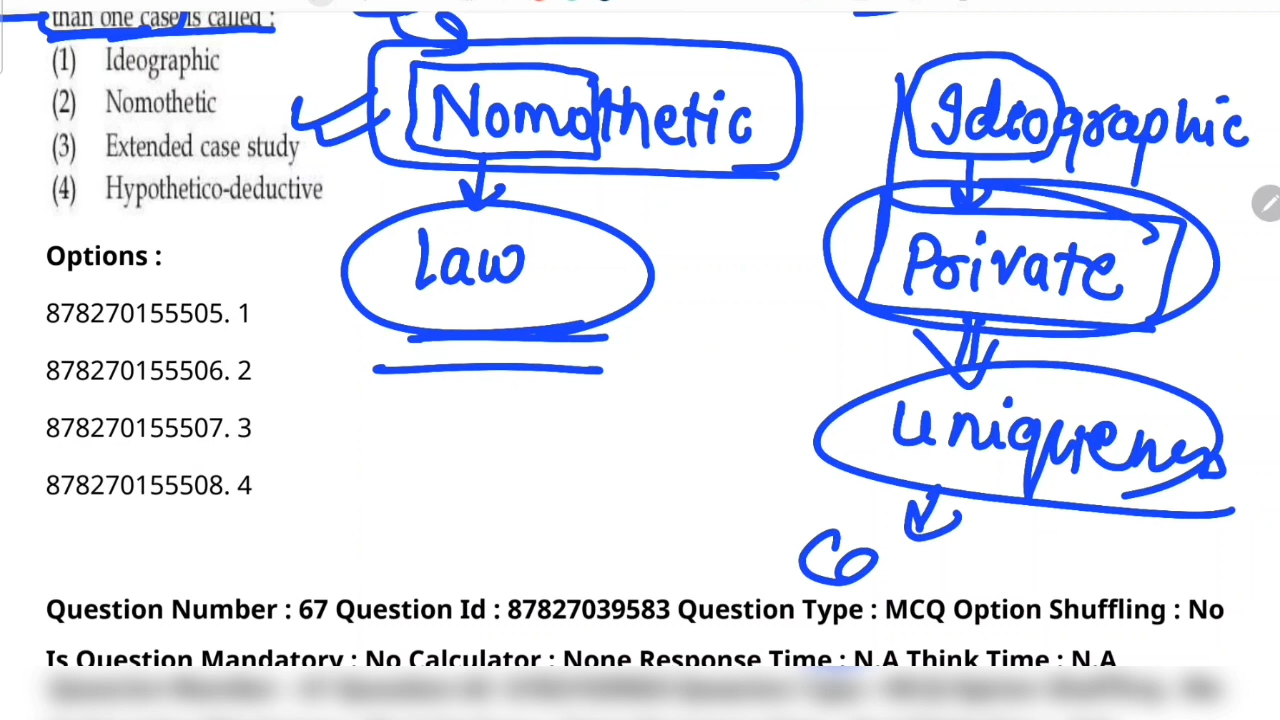 than one case is called :
(1) Ideographic
(2) Nomothetic
(3) Extended case study
(4) Hypothetico-deductive
Nomothetic
Ideographic
Law
Private
uniqueness
Co
Options :
878270155505. 1
878270155506. 2
878270155507. 3
878270155508. 4
Question Number : 67 Question Id : 87827039583 Question Type : MCQ Option Shuffling : No
Is Question Mandatory : No Calculator : None Response Time : N.A Think Time : N.A